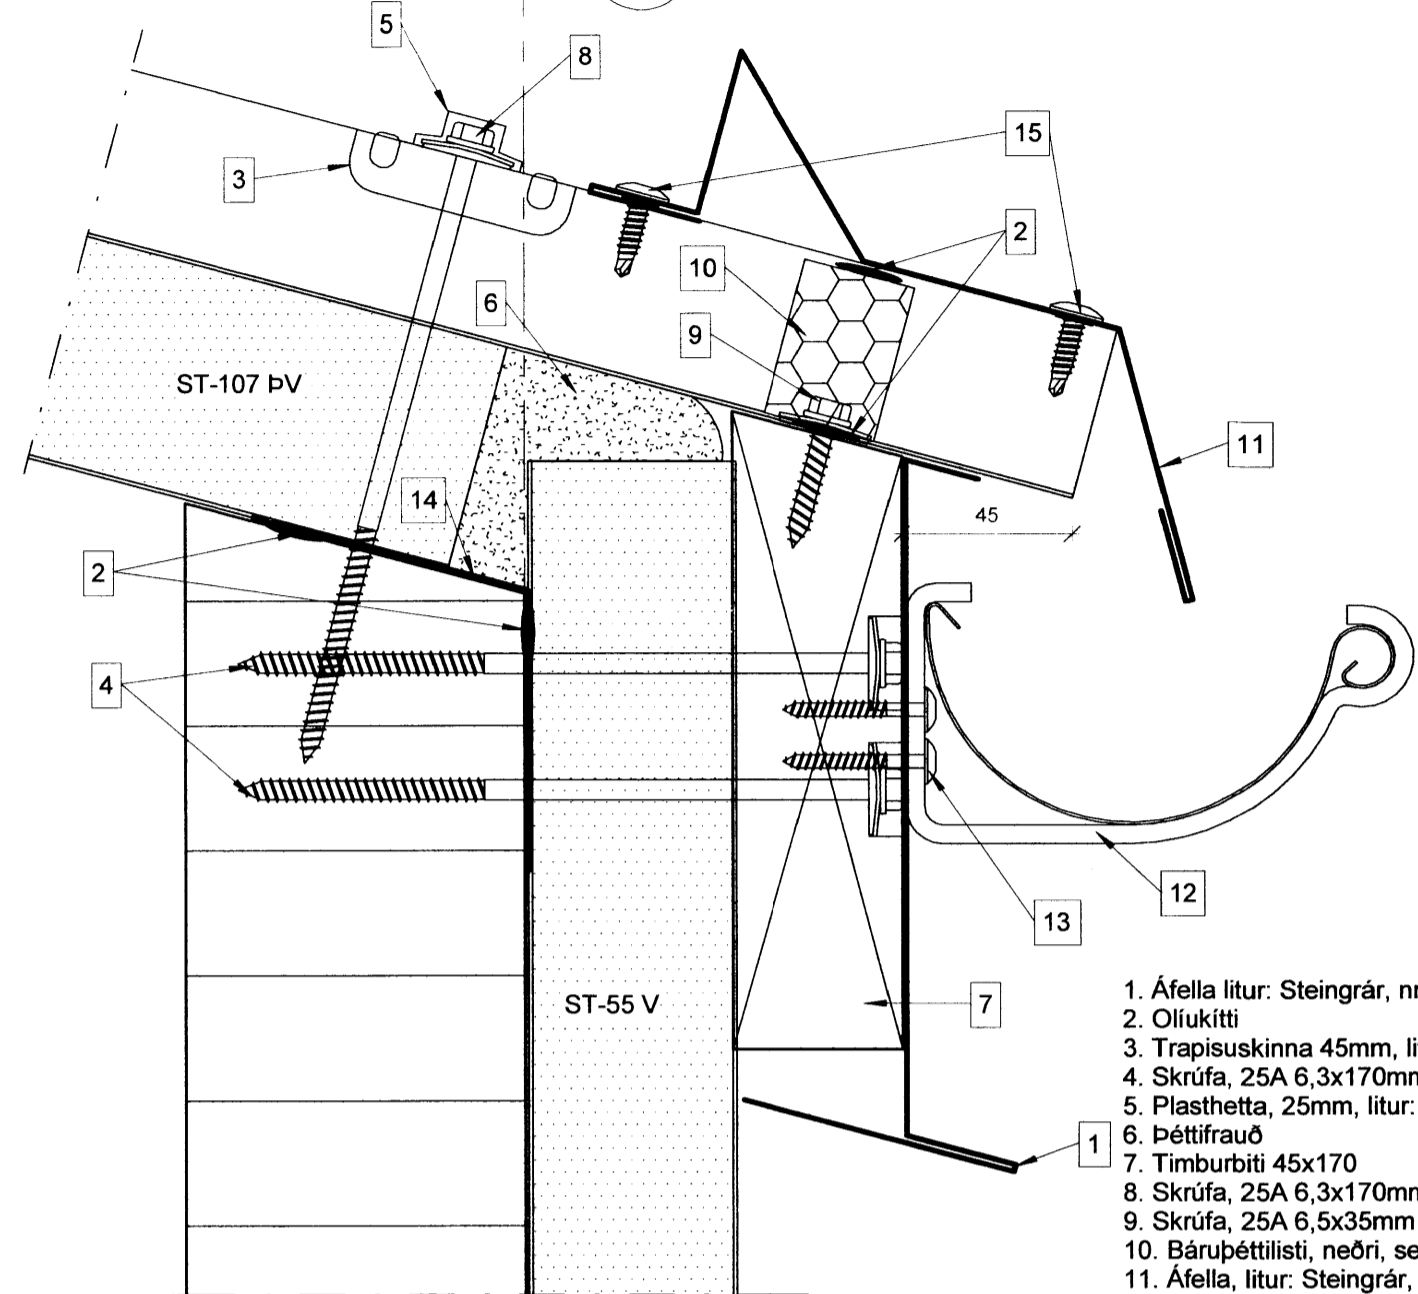 5
8
15
3
2
10
6
9
ST-107 ÞV
11
14
45
2
4
12
13
ST-55 V
7
1
1. Áfella litur: Steingrár, nr
2. Olíukítti
3. Trapisuskinna 45mm, li
4. Skrúfa, 25A 6,3x170mm
5. Plasthetta, 25mm, litur:
6. Þéttifrauð
7. Timburbiti 45x170
8. Skrúfa, 25A 6,3x170mm
9. Skrúfa, 25A 6,5x35mm
10. Báruþéttilisti, neðri, se
11. Áfella, litur: Steingrár,